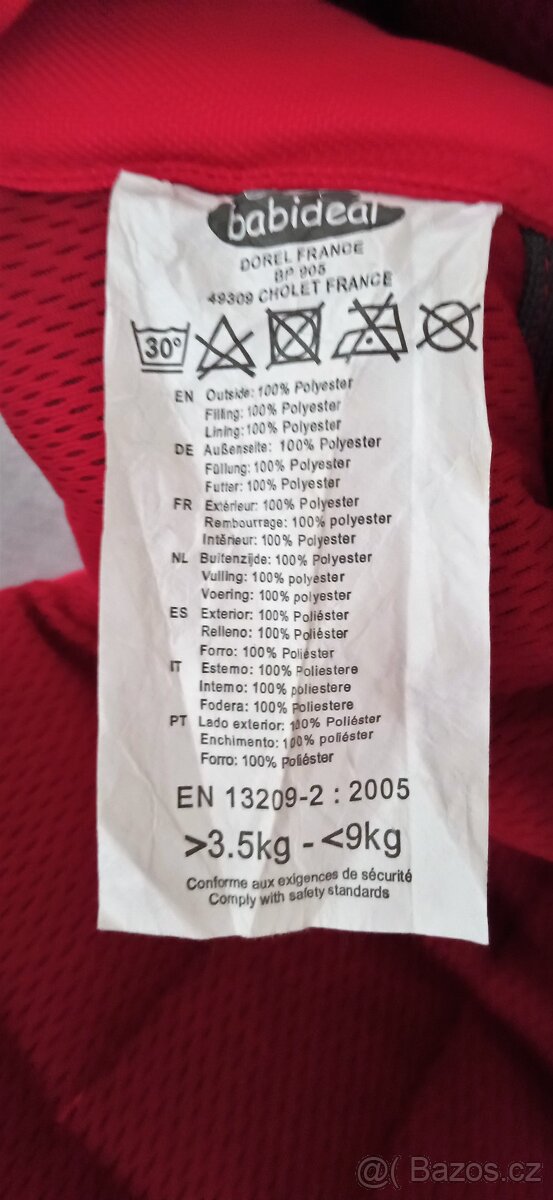 babideal
DOREL FRANCE
BP 905
49309 CHOLET FRANCE
30°
EN Outside: 100% Polyester
Filling: 100% Polyester
Lining: 100% Polyester
DE Außenseite: 100% Polyester
Füllung: 100% Polyester
Futter: 100% Polyester
FR Extérieur: 100% Polyester
Rembourrage: 100% polyester
Intérieur: 100% Polyester
NL Buitenzijde: 100% Polyester
Vulling: 100% polyester
Voering: 100% polyester
ES Exterior: 100% Poliéster
Relleno: 100% Poliéster
Forro: 100% Poliéster
IT Esterno: 100% Poliestere
Interno: 100% poliestere
Fodera: 100% Poliestere
PT Lado exterior: 100% Poliéster
Enchimento: 100% poliéster
Forro: 100% Poliéster
EN 13209-2 : 2005
>3.5kg - <9kg
Conforme aux exigences de sécurité
Comply with safety standards
@( Bazos.cz